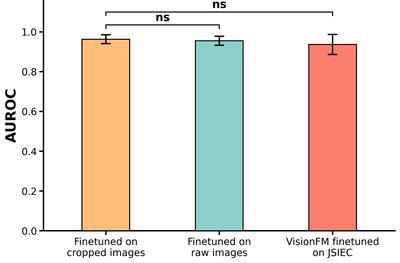 ns
ns
AUROC
1.0
0.8
0.6
0.4
0.2
0.0
Finetuned on
cropped images
Finetuned on
raw images
VisionFM finetuned
on JSIEC